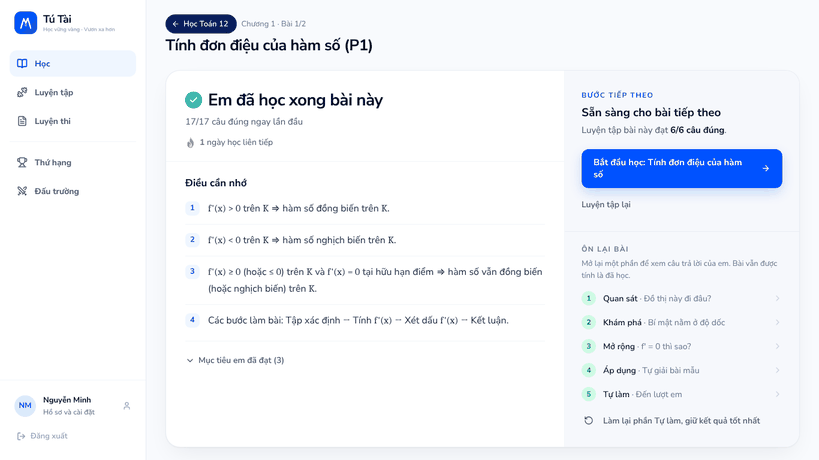 Tú Tài
Học vững vàng · Vươn xa hơn
Học
Luyện tập
Luyện thi
Thứ hạng
Đấu trường
NM
Nguyễn Minh
Hồ sơ và cài đặt
Đăng xuất
← Học Toán 12
Chương 1 · Bài 1/2
Tính đơn điệu của hàm số (P1)
Em đã học xong bài này
17/17 câu đúng ngay lần đầu
1 ngày học liên tiếp
Điều cần nhớ
1 f'(x) > 0 trên K ⇒ hàm số đồng biến trên K.
2 f'(x) < 0 trên K ⇒ hàm số nghịch biến trên K.
3 f'(x) ≥ 0 (hoặc ≤ 0) trên K và f'(x) = 0 tại hữu hạn điểm ⇒ hàm số vẫn đồng biến
(hoặc nghịch biến) trên K.
4 Các bước làm bài: Tập xác định → Tính f'(x) → Xét dấu f'(x) → Kết luận.
Mục tiêu em đã đạt (3)
BƯỚC TIẾP THEO
Sẵn sàng cho bài tiếp theo
Luyện tập bài này đạt 6/6 câu đúng.
Bắt đầu học: Tính đơn điệu của hàm
số →
Luyện tập lại
ÔN LẠI BÀI
Mở lại một phần để xem câu trả lời của em. Bài vẫn được
tính là đã học.
1 Quan sát · Đồ thị này đi đâu?
2 Khám phá · Bí mật nằm ở độ dốc
3 Mở rộng · f' = 0 thì sao?
4 Áp dụng · Tự giải bài mẫu
5 Tự làm · Đến lượt em
Làm lại phần Tự làm, giữ kết quả tốt nhất